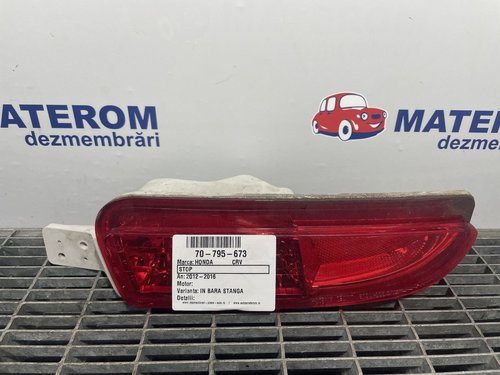 MATEROM
dezmembrări
MATEROM
dezmembrări
70-795-673
Marca: HONDA CRV
STOP
An: 2012-2016
Motor:
Varianta: IN BARA STANGA
Detalii: